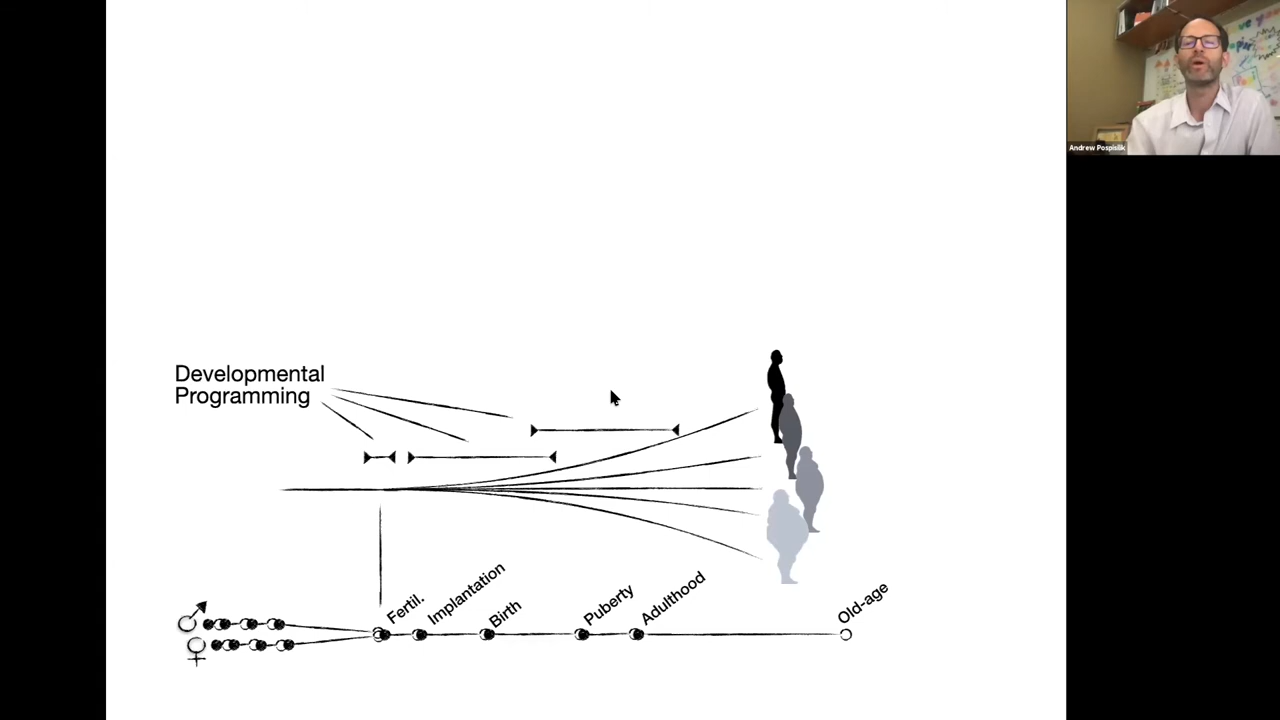 Andrew Pospisilik
Developmental
Programming
Fertil.
Implantation
Birth
Puberty
Adulthood
Old-age